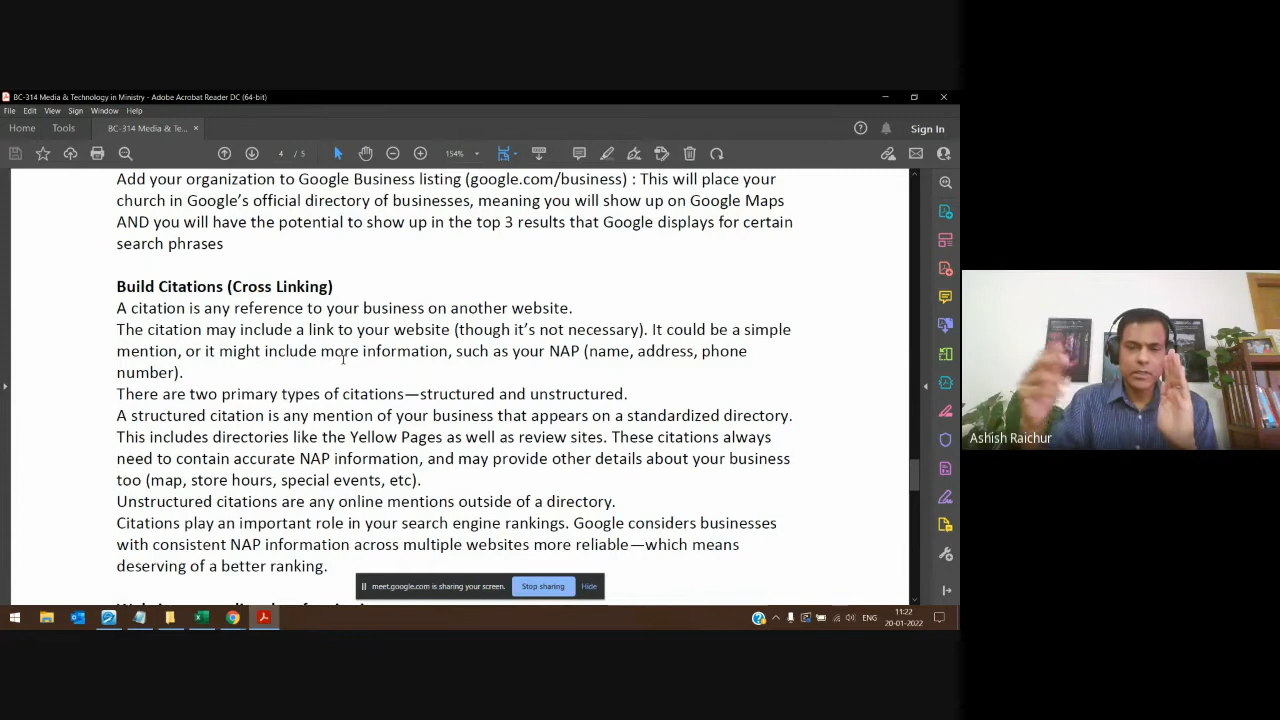 BC-314 Media & Technology in Ministry - Adobe Acrobat Reader DC (64-bit)
File Edit View Sign Window Help
Home Tools BC-314 Media & Te... × Sign In
4 / 5 154%
Add your organization to Google Business listing (google.com/business) : This will place your
church in Google's official directory of businesses, meaning you will show up on Google Maps
AND you will have the potential to show up in the top 3 results that Google displays for certain
search phrases
Build Citations (Cross Linking)
A citation is any reference to your business on another website.
The citation may include a link to your website (though it's not necessary). It could be a simple
mention, or it might include more information, such as your NAP (name, address, phone
number).
There are two primary types of citations—structured and unstructured.
A structured citation is any mention of your business that appears on a standardized directory.
This includes directories like the Yellow Pages as well as review sites. These citations always
need to contain accurate NAP information, and may provide other details about your business
too (map, store hours, special events, etc).
Unstructured citations are any online mentions outside of a directory.
Citations play an important role in your search engine rankings. Google considers businesses
with consistent NAP information across multiple websites more reliable—which means
deserving of a better ranking.
meet.google.com is sharing your screen. Stop sharing Hide
ENG 11:22
20-01-2022
Ashish Raichur